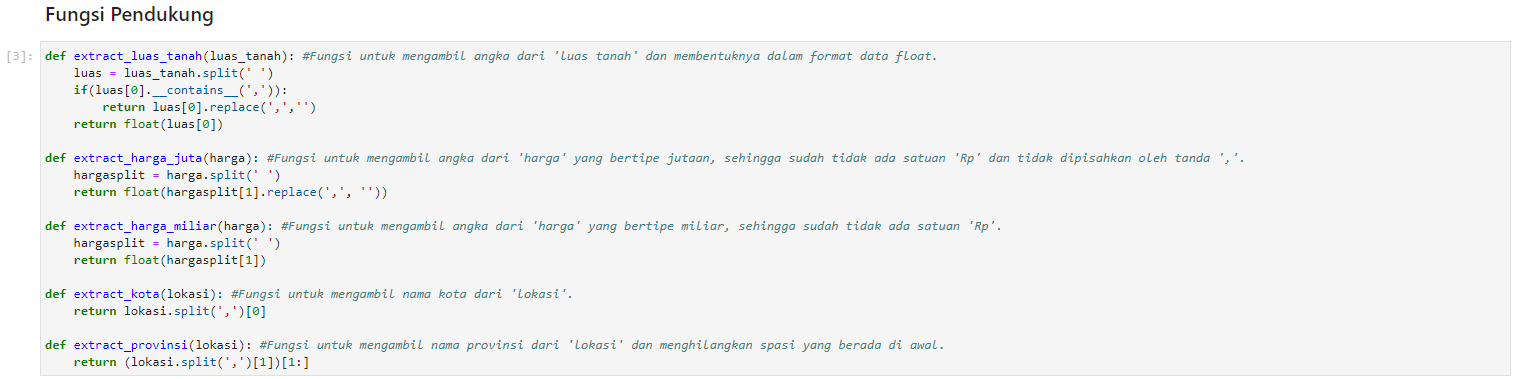 Fungsi Pendukung
[3]: def extract_luas_tanah(luas_tanah): #Fungsi untuk mengambil angka dari 'luas tanah' dan membentuknya dalam format data float.
    luas = luas_tanah.split(' ')
    if(luas[0].__contains__(',')):
        return luas[0].replace(',','')
    return float(luas[0])

def extract_harga_juta(harga): #Fungsi untuk mengambil angka dari 'harga' yang bertipe jutaan, sehingga sudah tidak ada satuan 'Rp' dan tidak dipisahkan oleh tanda ','.
    hargasplit = harga.split(' ')
    return float(hargasplit[1].replace(',', ''))

def extract_harga_miliar(harga): #Fungsi untuk mengambil angka dari 'harga' yang bertipe miliar, sehingga sudah tidak ada satuan 'Rp'.
    hargasplit = harga.split(' ')
    return float(hargasplit[1])

def extract_kota(lokasi): #Fungsi untuk mengambil nama kota dari 'lokasi'.
    return lokasi.split(',')[0]

def extract_provinsi(lokasi): #Fungsi untuk mengambil nama provinsi dari 'lokasi' dan menghilangkan spasi yang berada di awal.
    return (lokasi.split(',')[1])[1:]